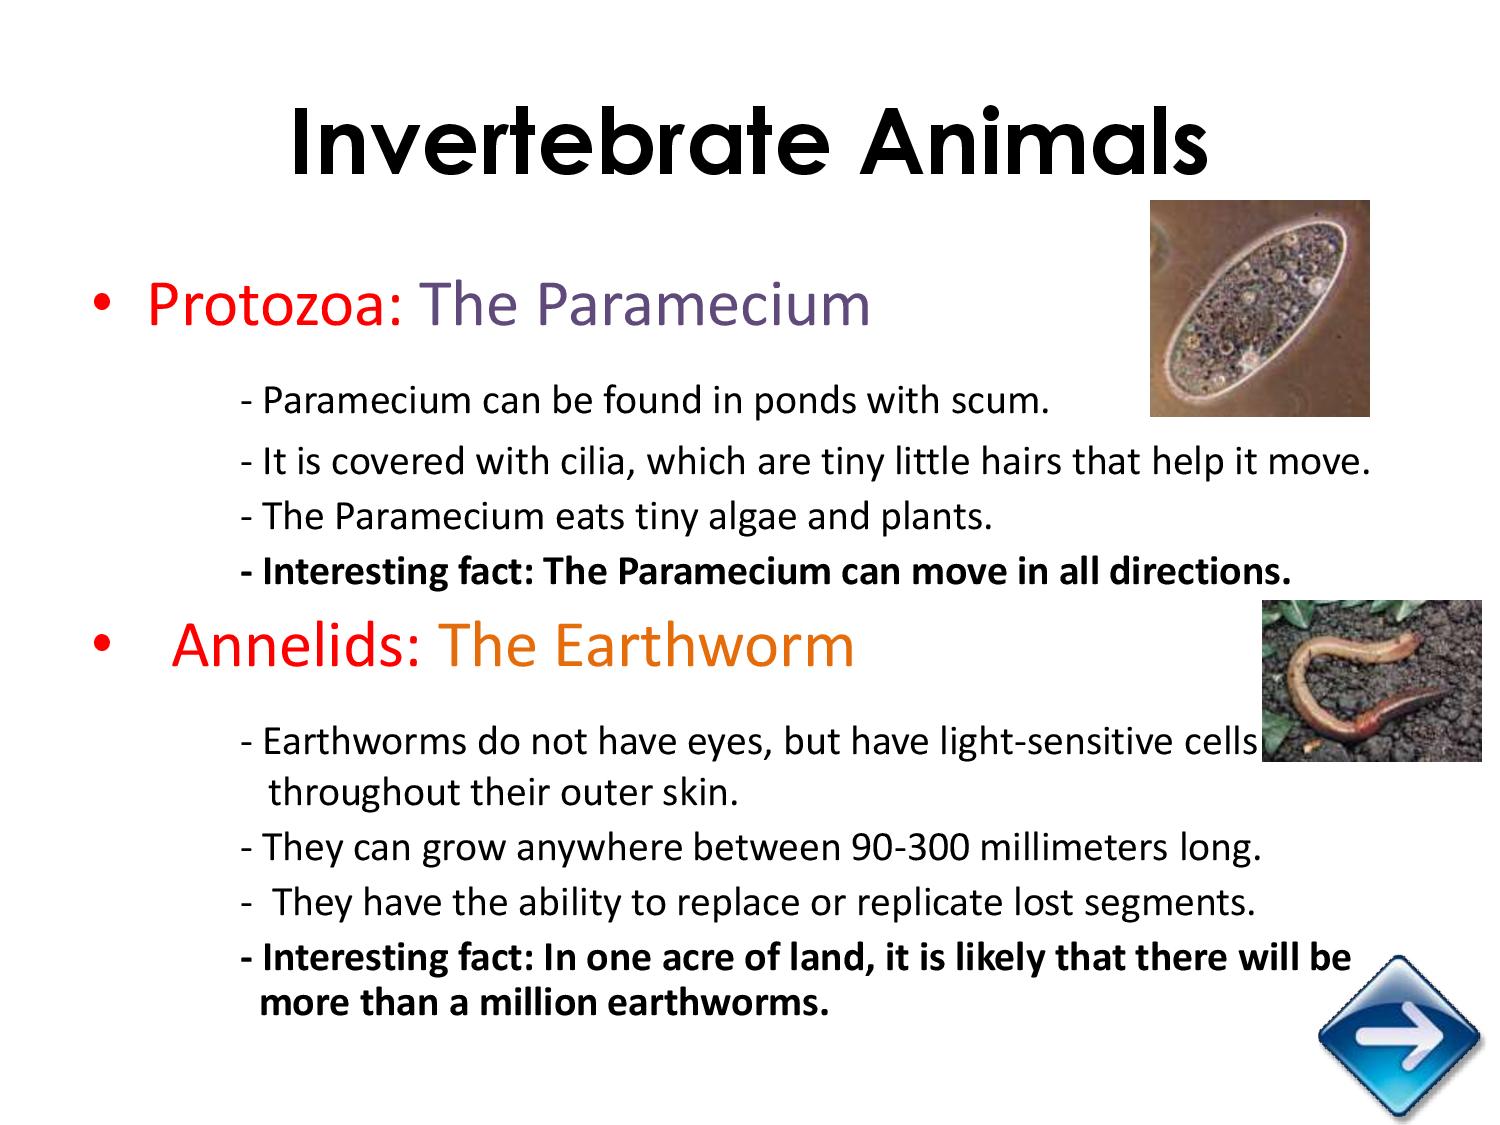 Invertebrate Animals
• Protozoa: The Paramecium
- Paramecium can be found in ponds with scum.
- It is covered with cilia, which are tiny little hairs that help it move.
- The Paramecium eats tiny algae and plants.
- Interesting fact: The Paramecium can move in all directions.
• Annelids: The Earthworm
- Earthworms do not have eyes, but have light-sensitive cells
throughout their outer skin.
- They can grow anywhere between 90-300 millimeters long.
- They have the ability to replace or replicate lost segments.
- Interesting fact: In one acre of land, it is likely that there will be
more than a million earthworms.